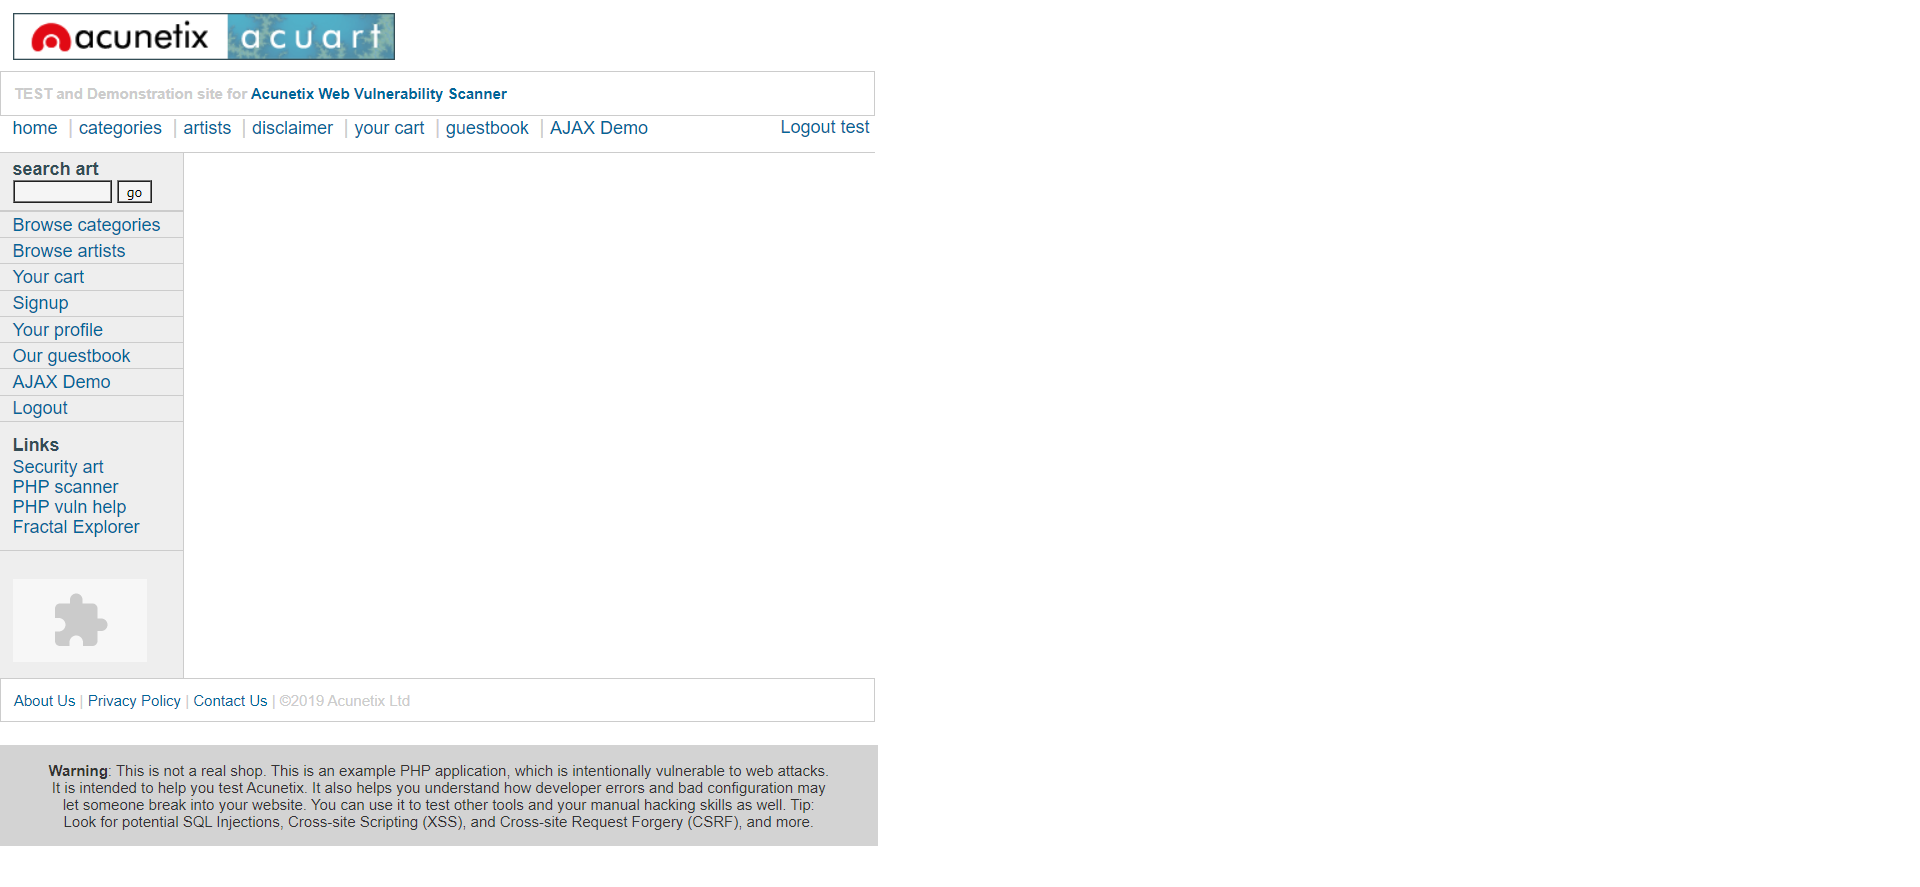 acunetix acuart
TEST and Demonstration site for Acunetix Web Vulnerability Scanner
home | categories | artists | disclaimer | your cart | guestbook | AJAX Demo Logout test
search art
go
Browse categories
Browse artists
Your cart
Signup
Your profile
Our guestbook
AJAX Demo
Logout
Links
Security art
PHP scanner
PHP vuln help
Fractal Explorer
About Us | Privacy Policy | Contact Us | ©2019 Acunetix Ltd
Warning: This is not a real shop. This is an example PHP application, which is intentionally vulnerable to web attacks.
It is intended to help you test Acunetix. It also helps you understand how developer errors and bad configuration may
let someone break into your website. You can use it to test other tools and your manual hacking skills as well. Tip:
Look for potential SQL Injections, Cross-site Scripting (XSS), and Cross-site Request Forgery (CSRF), and more.